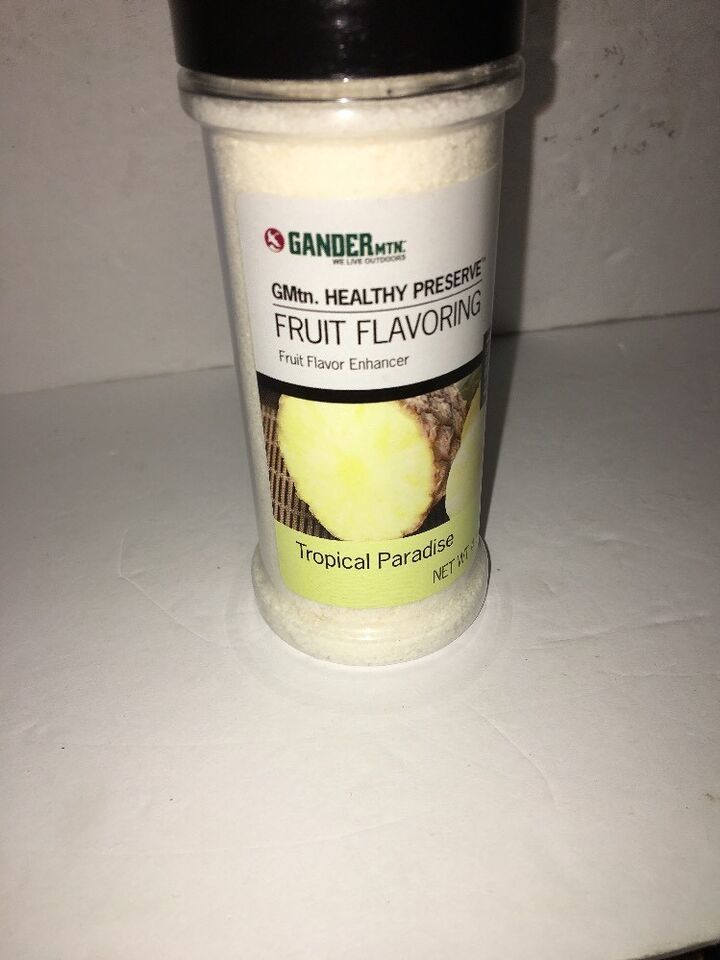 GANDER MTN.
WE LIVE OUTDOORS
GMtn. HEALTHY PRESERVE™
FRUIT FLAVORING
Fruit Flavor Enhancer
Tropical Paradise
NET WT